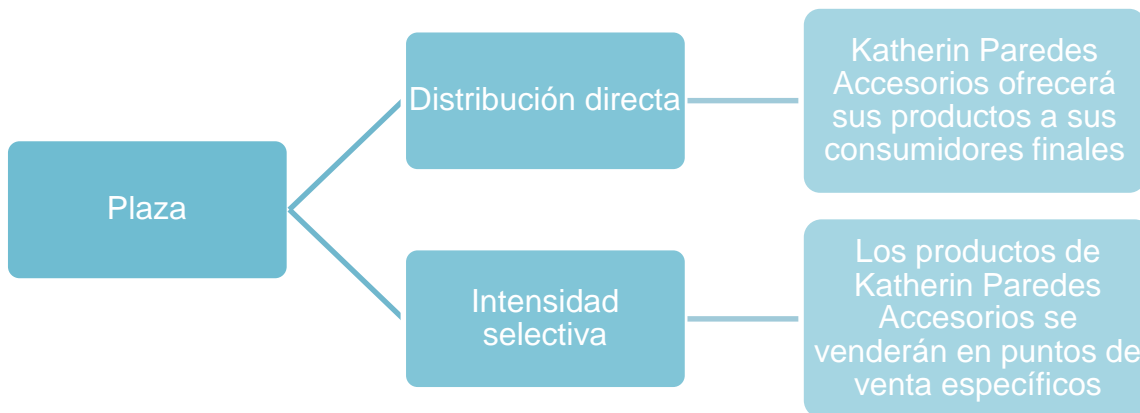 Plaza
Distribución directa
Katherin Paredes
Accesorios ofrecerá
sus productos a sus
consumidores finales
Intensidad
selectiva
Los productos de
Katherin Paredes
Accesorios se
venderán en puntos de
venta específicos